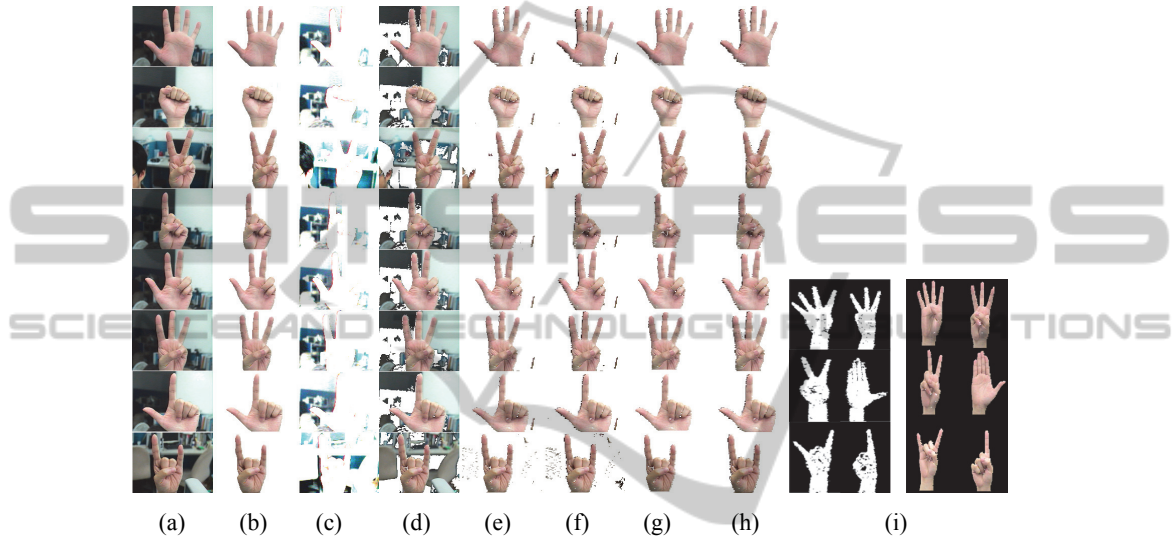 SCITEPRESS
SCIENCE AND TECHNOLOGY PUBLICATIONS
(a) (b) (c) (d) (e) (f) (g) (h) (i)